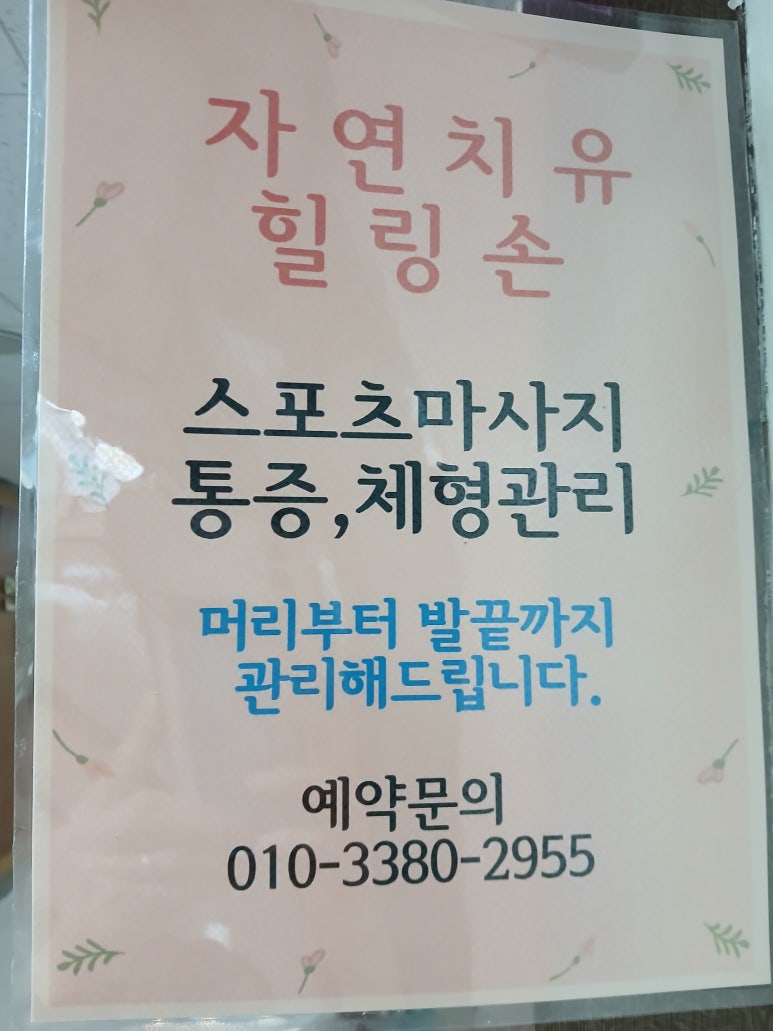 자연치유
힐링손
스포츠마사지
통증,체형관리
머리부터 발끝까지
관리해드립니다.
예약문의
010-3380-2955